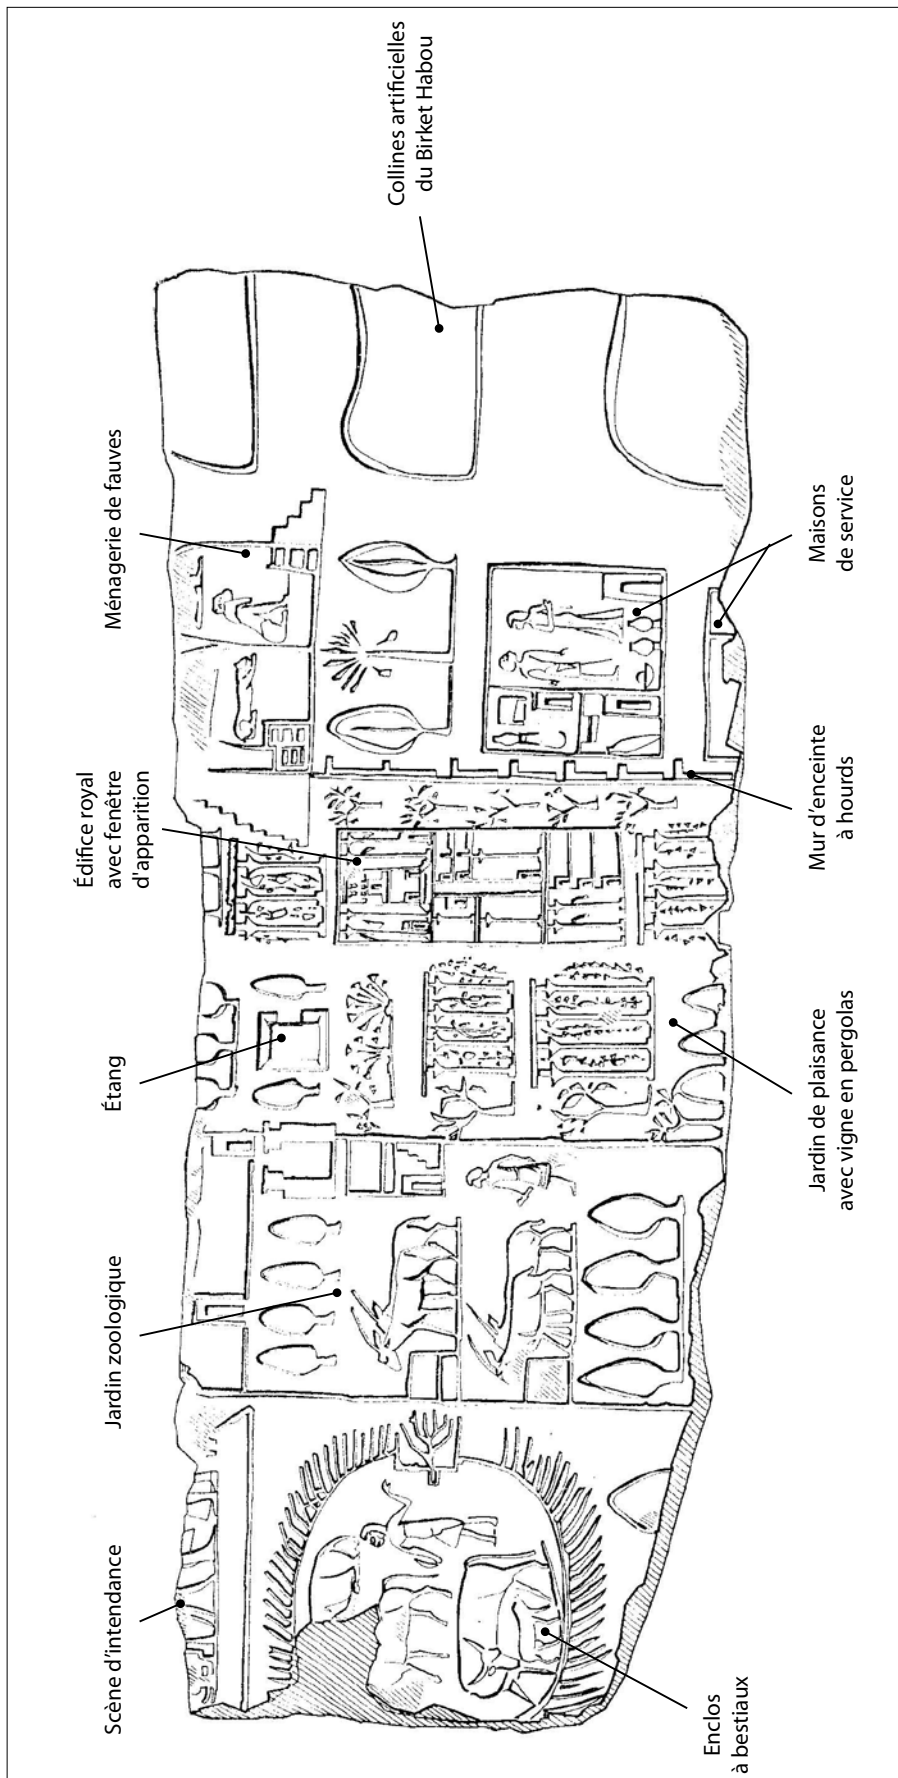 Scène d'intendance
Jardin zoologique
Étang
Édifice royal
avec fenêtre
d'apparition
Ménagerie de fauves
Collines artificielles
du Birket Habou
Enclos
à bestiaux
Jardin de plaisance
avec vigne en pergolas
Mur d'enceinte
à hourds
Maisons
de service